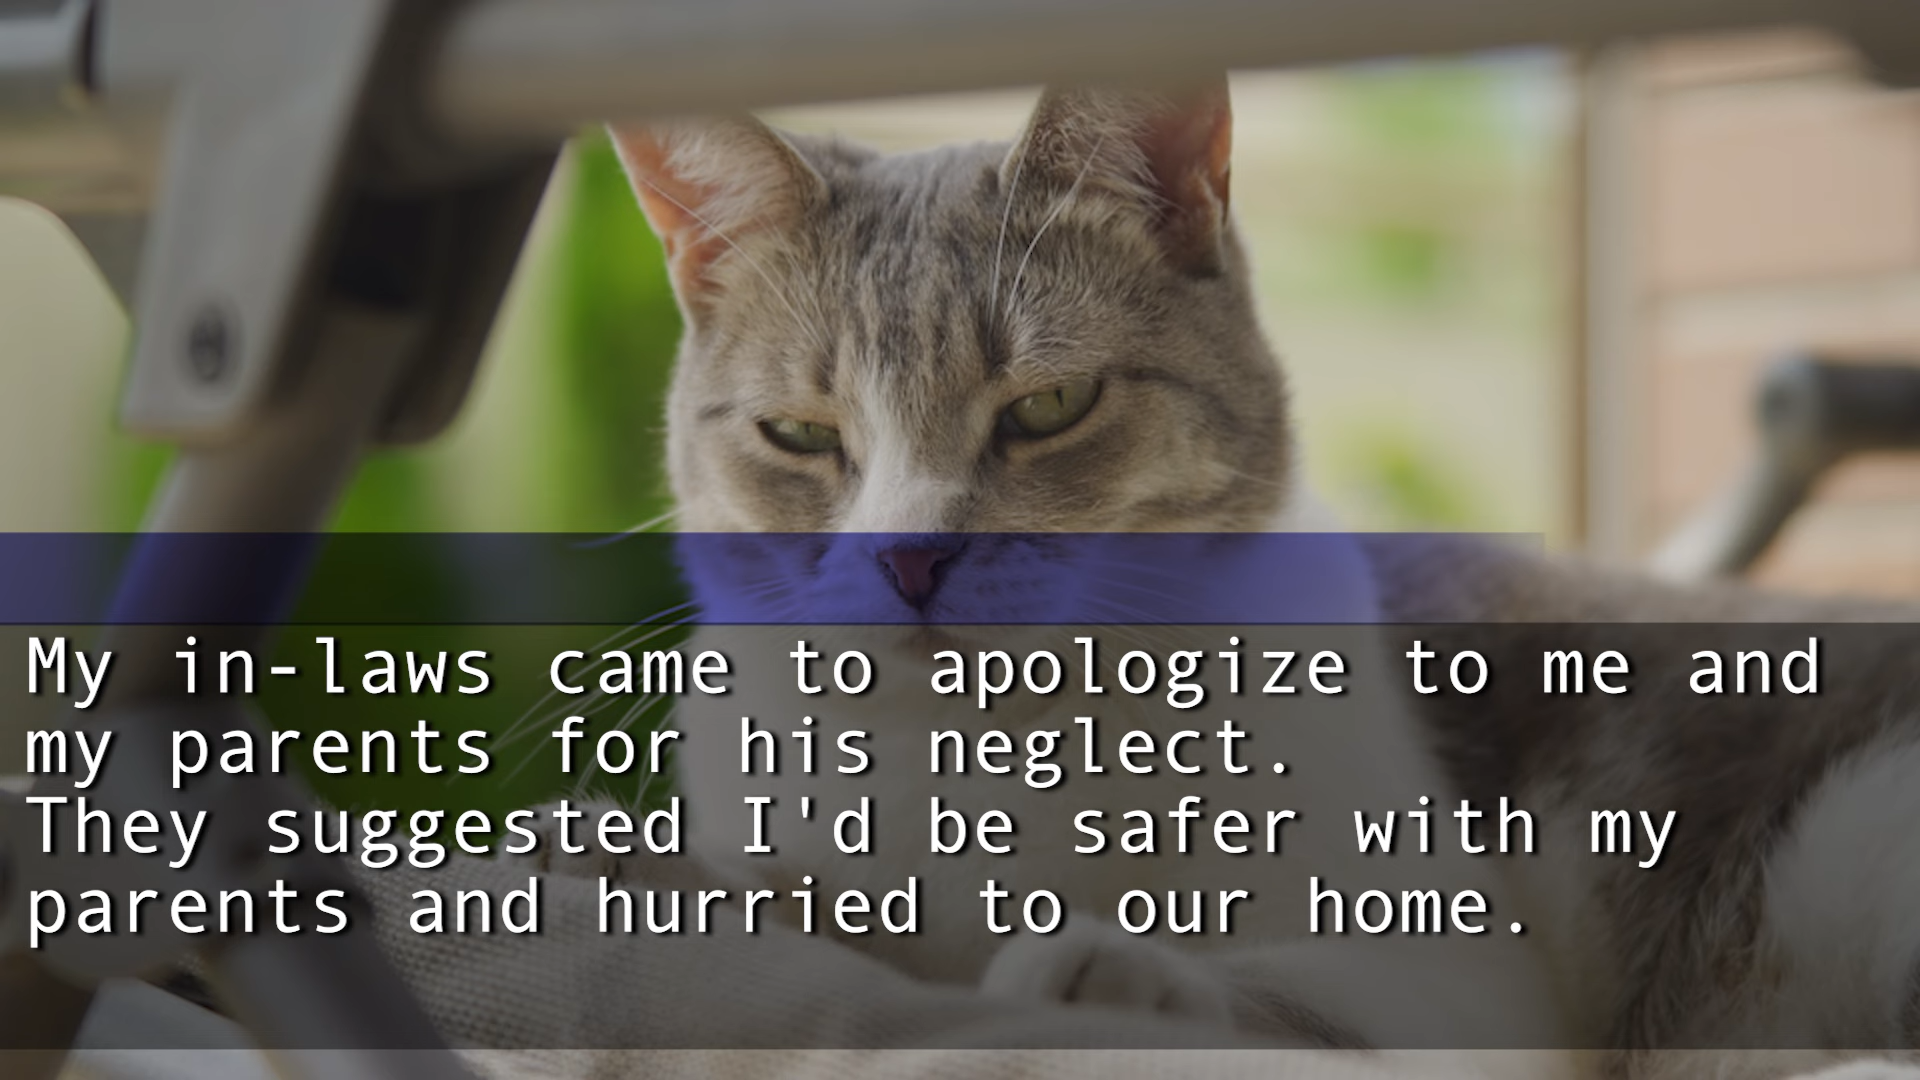 My in-laws came to apologize to me and
my parents for his neglect.
They suggested I'd be safer with my
parents and hurried to our home.